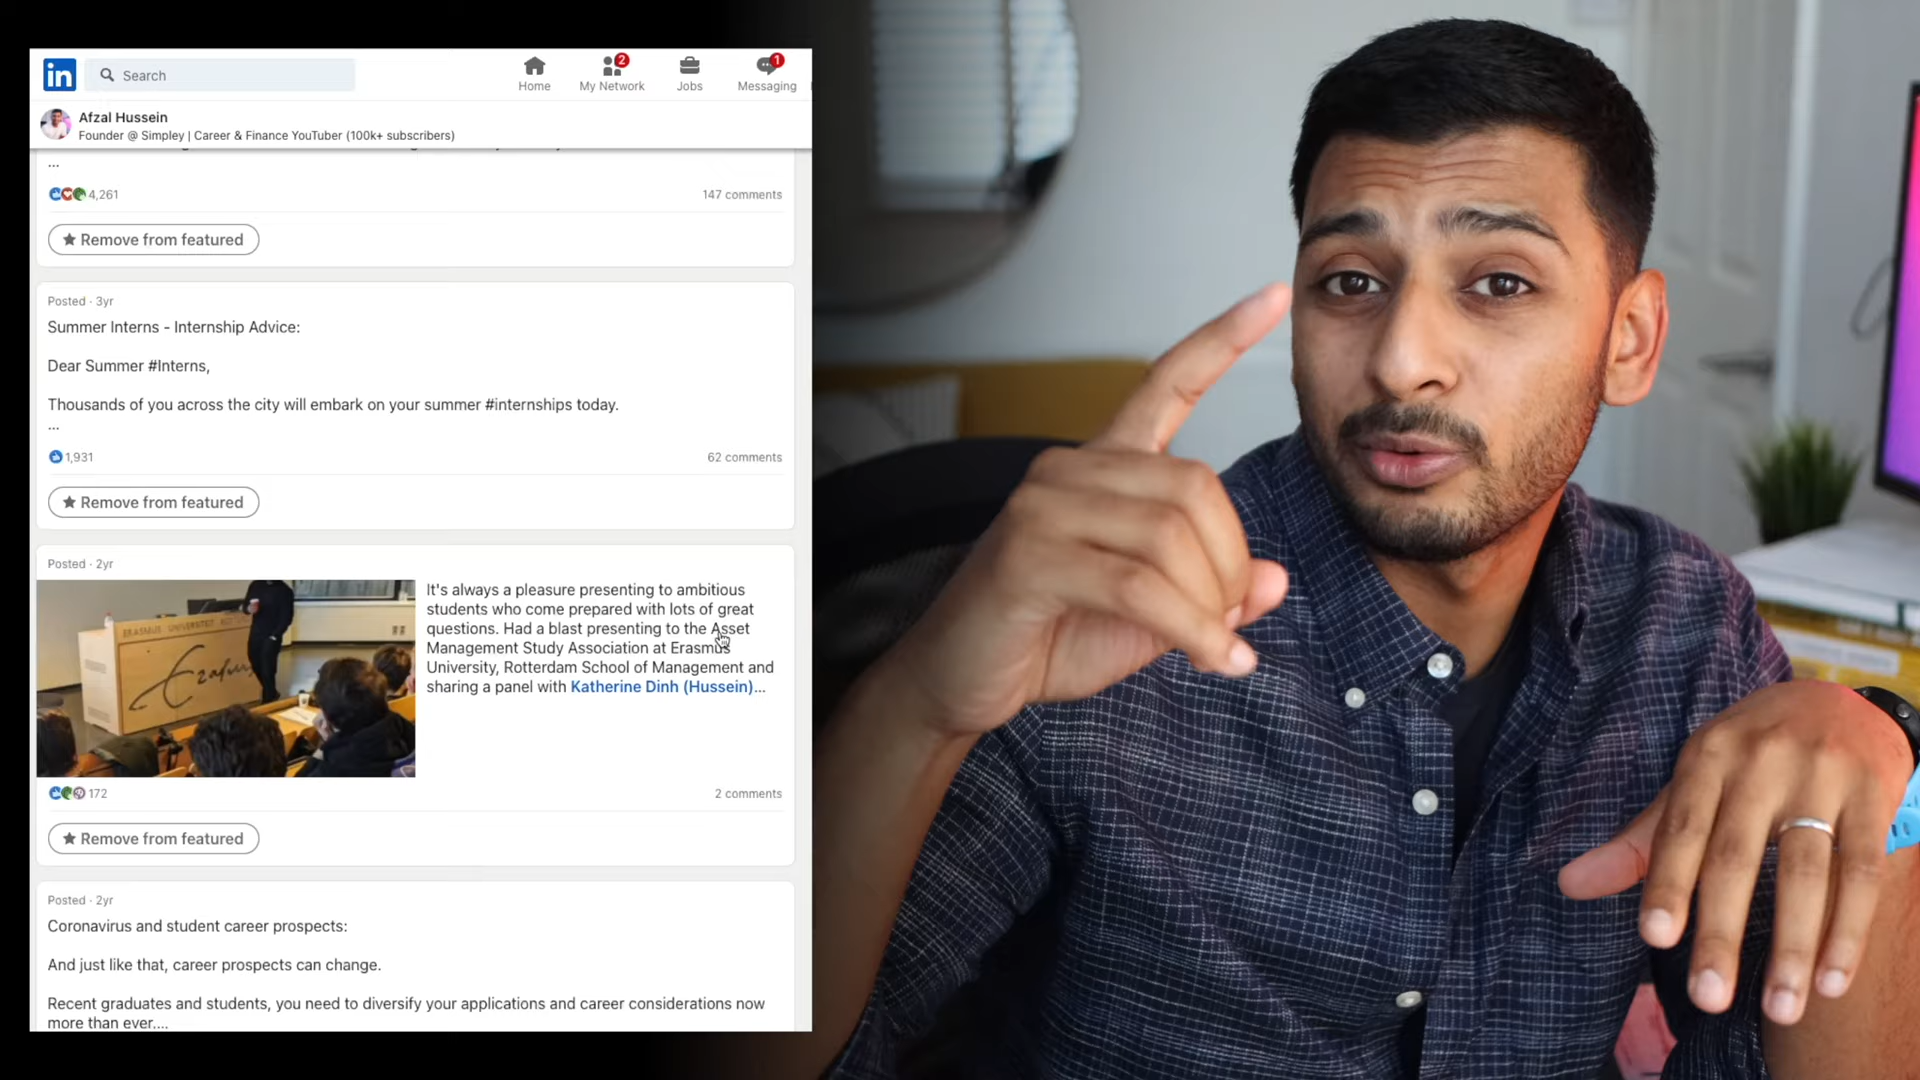 in
Search
2
1
Home
My Network
Jobs
Messaging
Afzal Hussein
Founder @ Simpley | Career & Finance YouTuber (100k+ subscribers)
...
4,261
147 comments
Remove from featured
Posted · 3yr
Summer Interns - Internship Advice:
Dear Summer #Interns,
Thousands of you across the city will embark on your summer #internships today.
...
1,931
62 comments
Remove from featured
Posted · 2yr
ERASMUS UNIVERSITEIT ROTTERDAM
Erasmus
It's always a pleasure presenting to ambitious
students who come prepared with lots of great
questions. Had a blast presenting to the Asset
Management Study Association at Erasmus
University, Rotterdam School of Management and
sharing a panel with Katherine Dinh (Hussein)...
172
2 comments
Remove from featured
Posted · 2yr
Coronavirus and student career prospects:
And just like that, career prospects can change.
Recent graduates and students, you need to diversify your applications and career considerations now
more than ever....